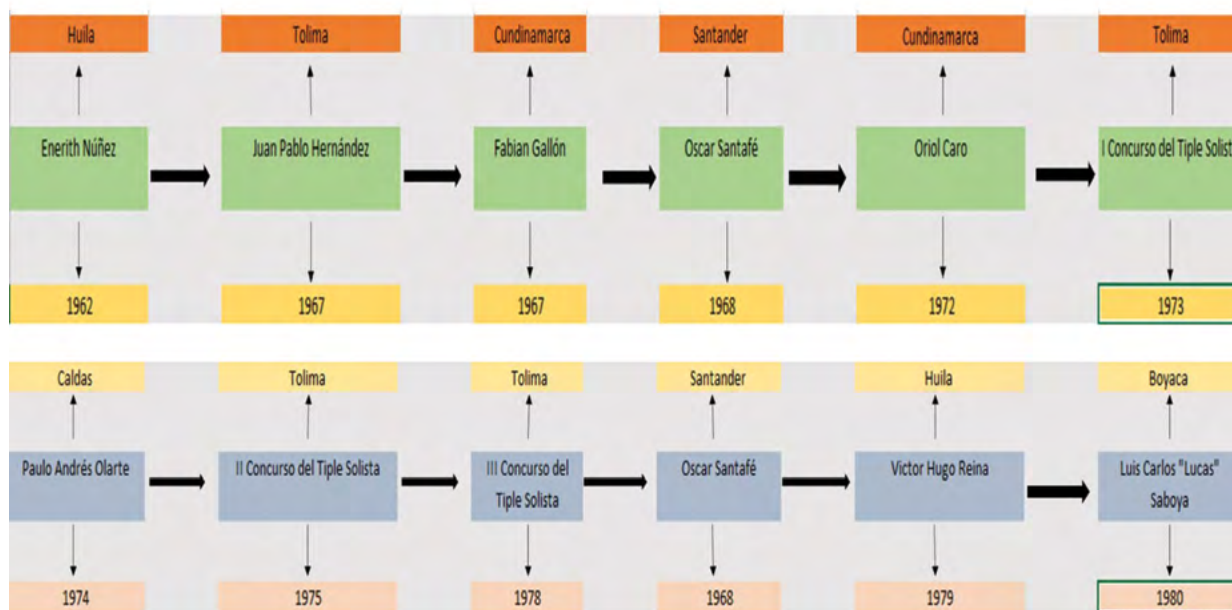 Huila Tolima Cundinamarca Santander Cundinamarca Tolima
Enerith Núñez Juan Pablo Hernández Fabian Gallón Oscar Santafé Oriol Caro I Concurso del Tiple Solist
1962 1967 1967 1968 1972 1973
Caldas Tolima Tolima Santander Huila Boyaca
Paulo Andrés Olarte II Concurso del Tiple Solista III Concurso del Oscar Santafé Victor Hugo Reina Luis Carlos "Lucas"
Tiple Solista Saboya
1974 1975 1978 1968 1979 1980